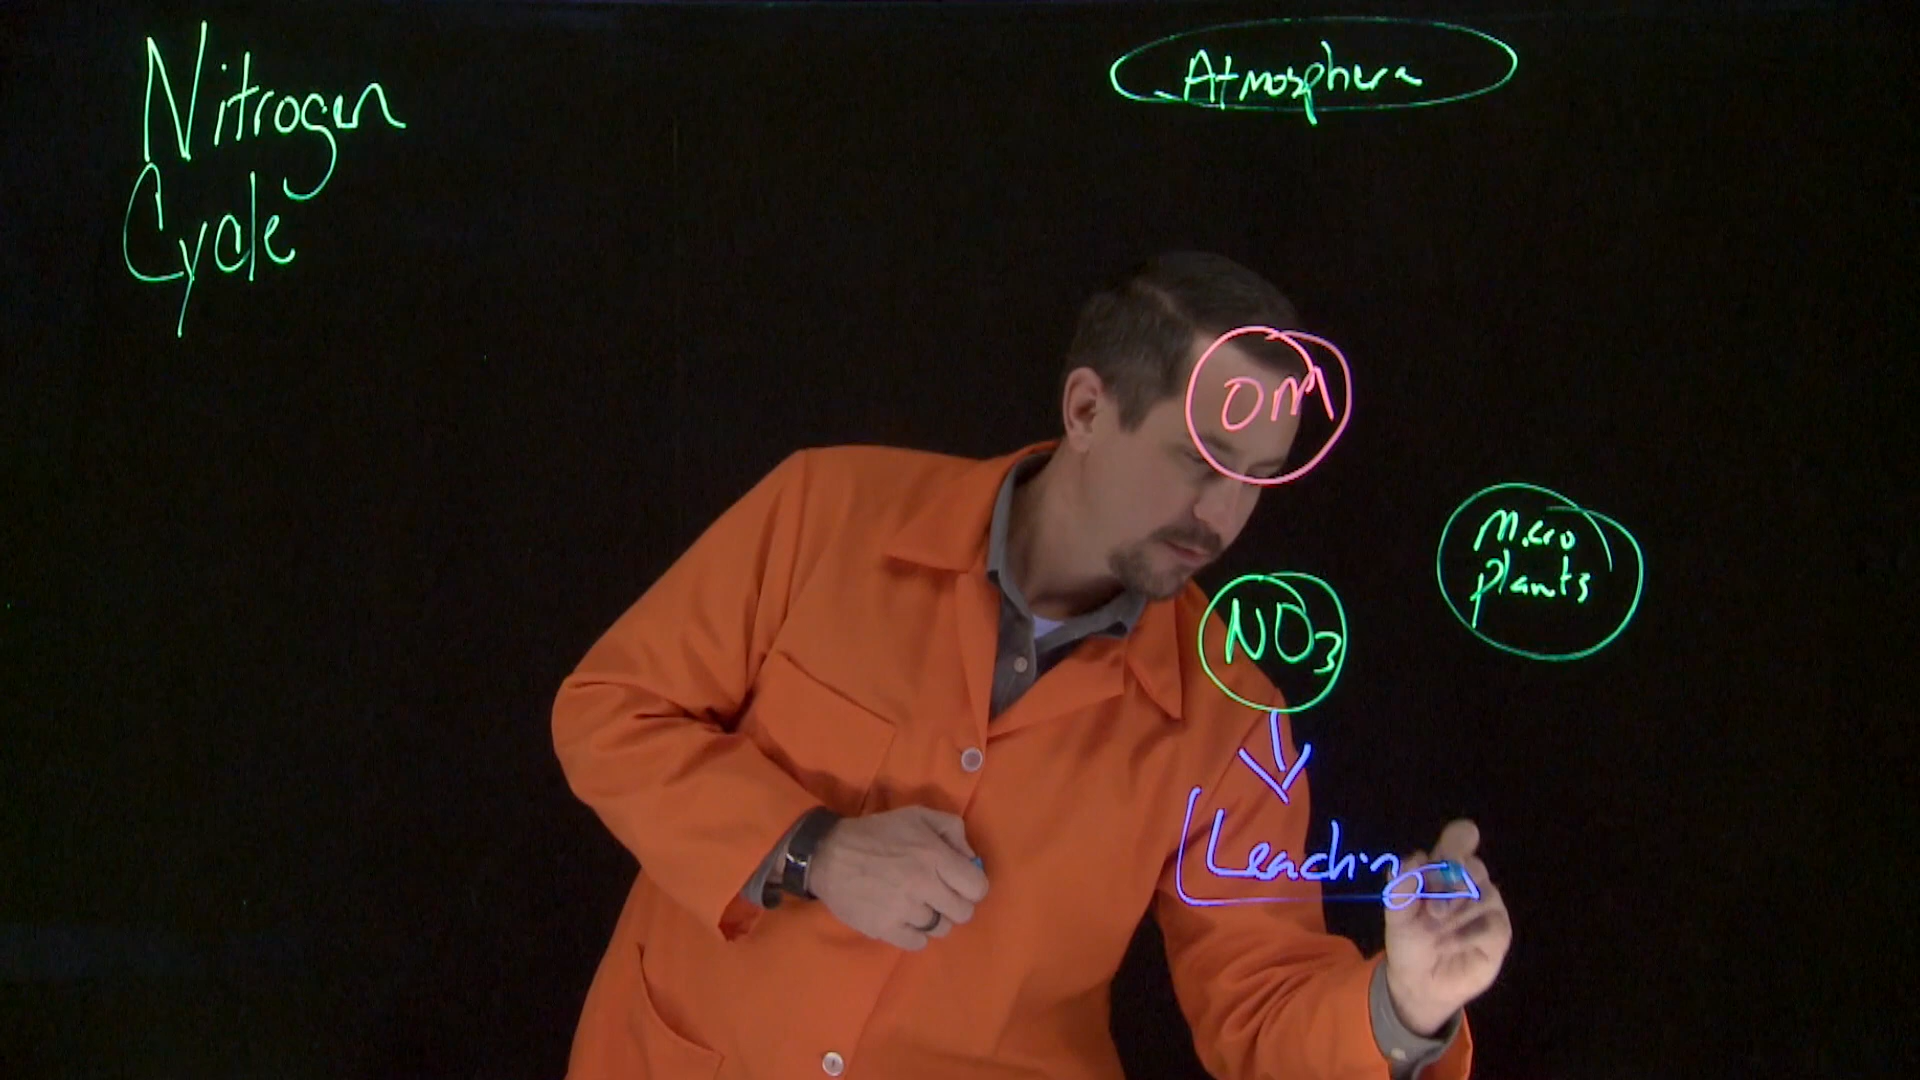 Nitrogen
Cycle
Atmosphere
OM
Micro
plants
NO3
Leaching